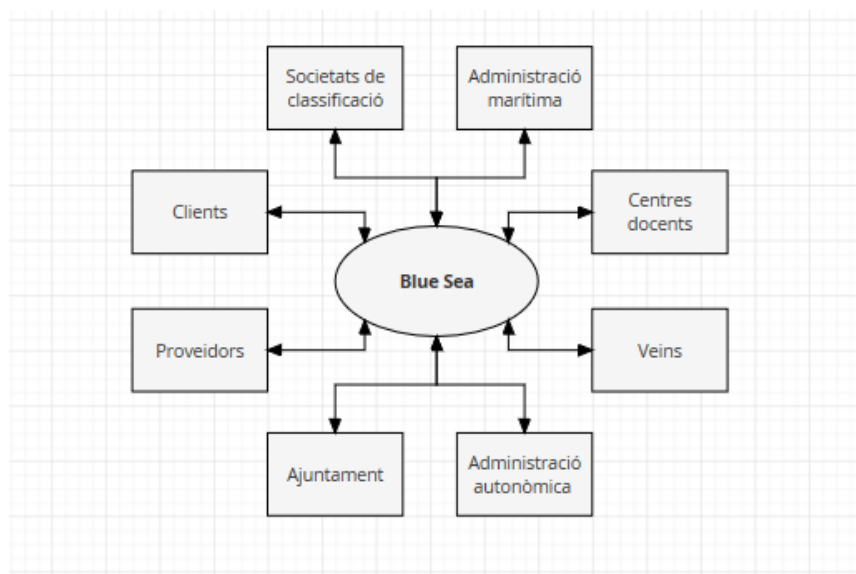 Societats de
classificació
Administració
marítima
Clients
Centres
docents
Blue Sea
Proveidors
Veins
Ajuntament
Administració
autonòmica